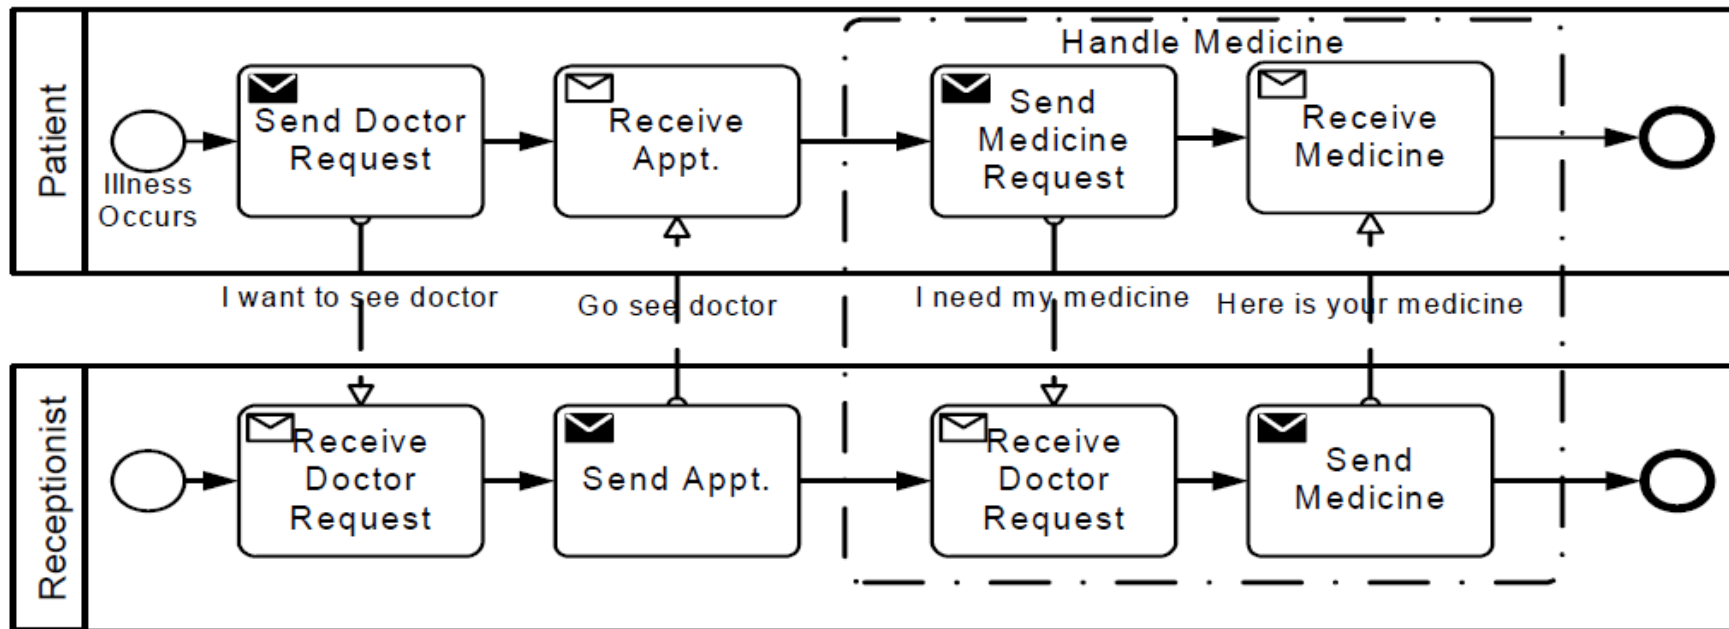 Patient
Handle Medicine
Send Doctor
Request
Receive
Appt.
Send
Medicine
Request
Receive
Medicine
Illness
Occurs
I want to see doctor
Go see doctor
I need my medicine
Here is your medicine
Receptionist
Receive
Doctor
Request
Send Appt.
Receive
Doctor
Request
Send
Medicine